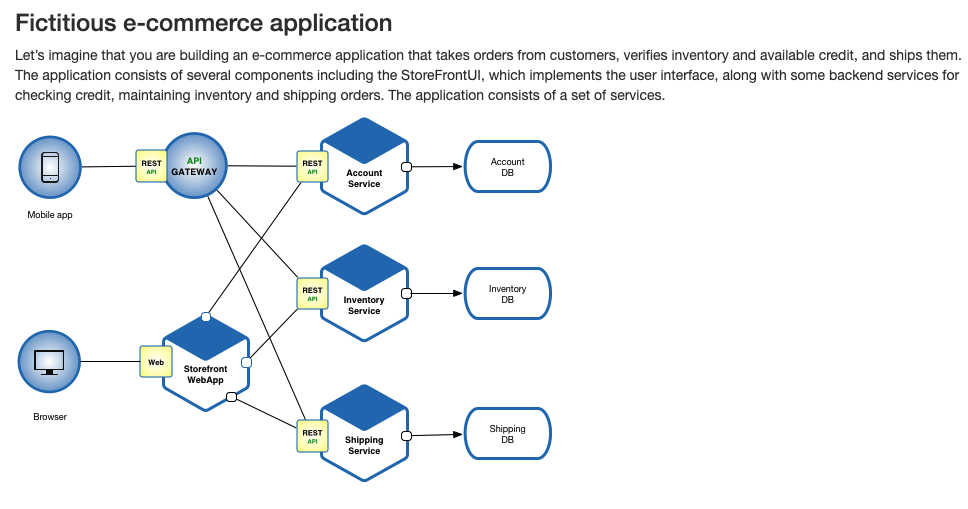 Fictitious e-commerce application
Let’s imagine that you are building an e-commerce application that takes orders from customers, verifies inventory and available credit, and ships them.
The application consists of several components including the StoreFrontUI, which implements the user interface, along with some backend services for
checking credit, maintaining inventory and shipping orders. The application consists of a set of services.
Mobile app
REST
API
API
GATEWAY
REST
API
Account
Service
Account
DB
REST
API
Inventory
Service
Inventory
DB
Browser
Web
Storefront
WebApp
REST
API
Shipping
Service
Shipping
DB